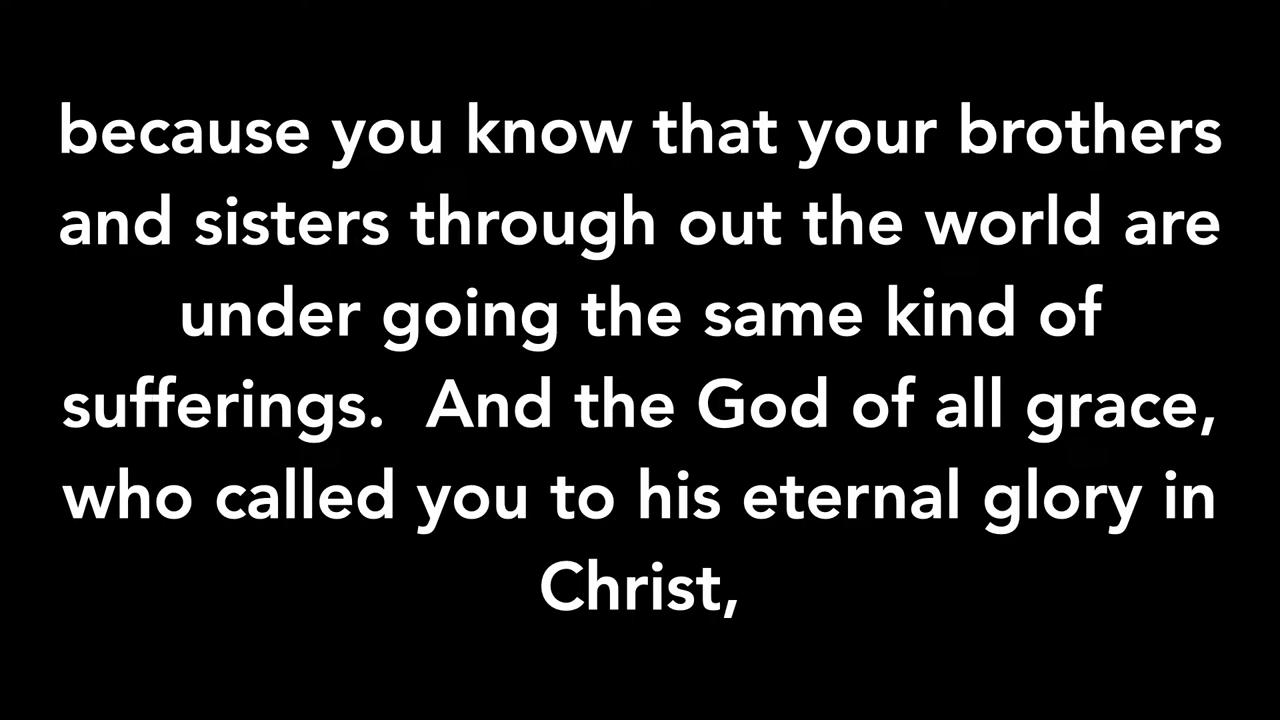 because you know that your brothers
and sisters through out the world are
under going the same kind of
sufferings.  And the God of all grace,
who called you to his eternal glory in
Christ,